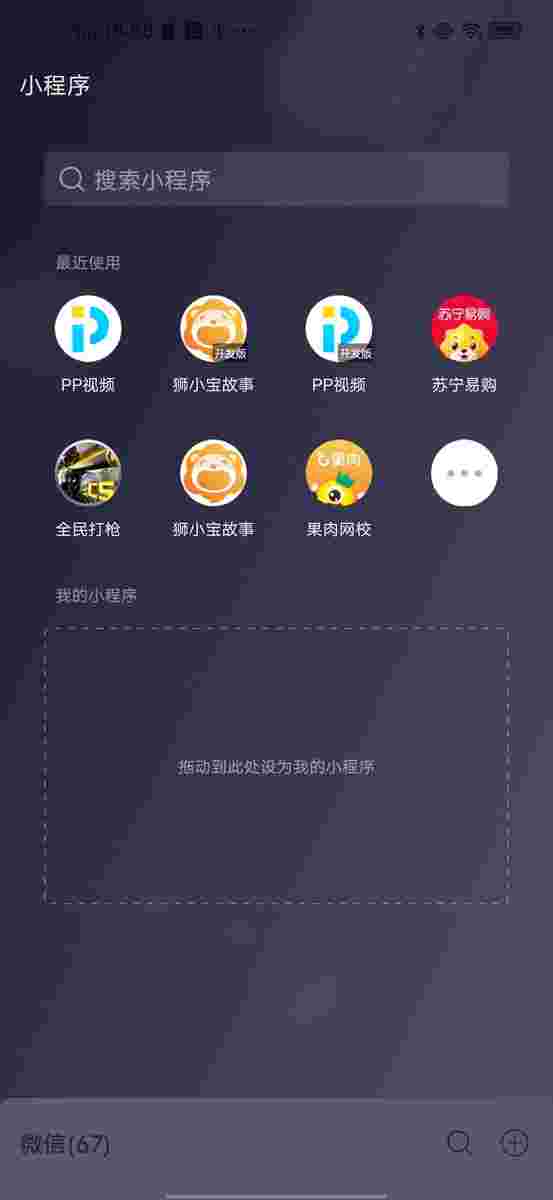 小程序
搜索小程序
最近使用
开发版
开发版
苏宁易购
PP视频
狮小宝故事
PP视频
苏宁易购
CS
果肉
全民打枪
狮小宝故事
果肉网校
我的小程序
拖动到此处设为我的小程序
微信(67)